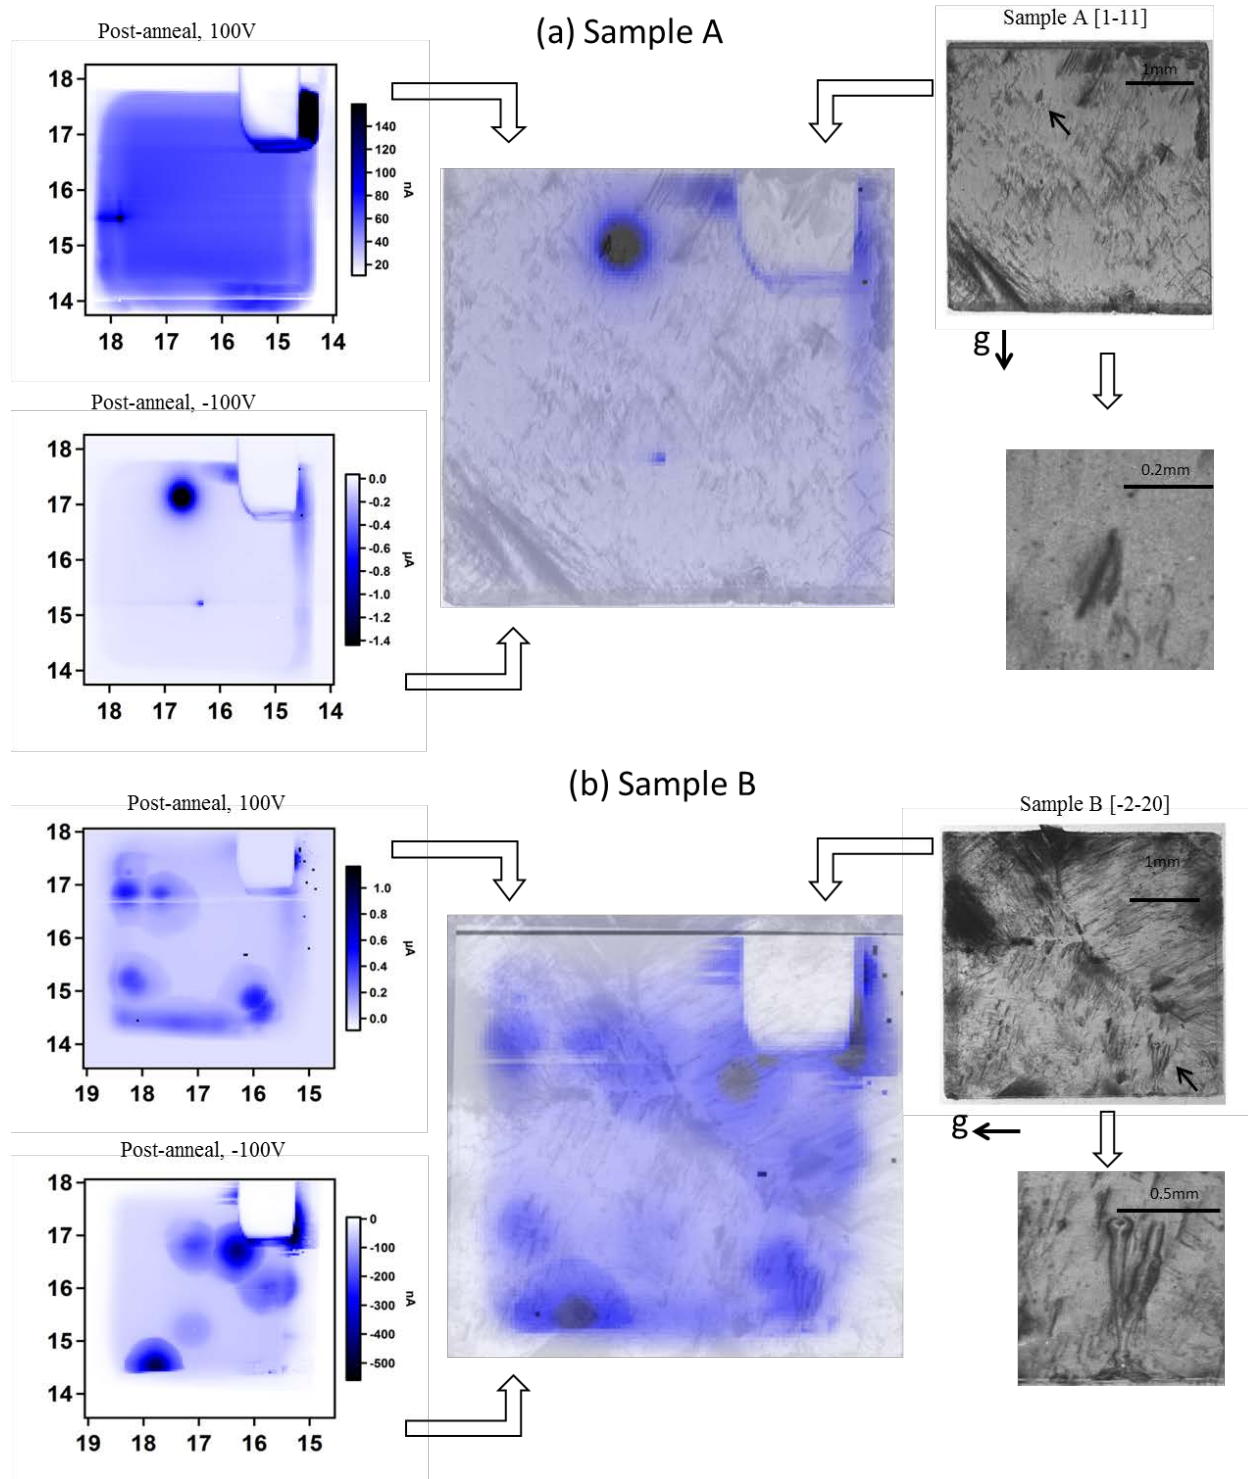 (a) Sample A
Post-anneal, 100V
18
17
16
15
14
18 17 16 15 14
140
120
100
80
60
40
20
nA
Sample A [1-11]
1mm
g
0.2mm
Post-anneal, -100V
18
17
16
15
14
18 17 16 15 14
0.0
-0.2
-0.4
-0.6
-0.8
-1.0
-1.2
-1.4
µA
(b) Sample B
Post-anneal, 100V
18
17
16
15
14
19 18 17 16 15
1.0
0.8
0.6
0.4
0.2
0.0
µA
Sample B [-2-20]
1mm
g
0.5mm
Post-anneal, -100V
18
17
16
15
14
19 18 17 16 15
0
-100
-200
-300
-400
-500
nA